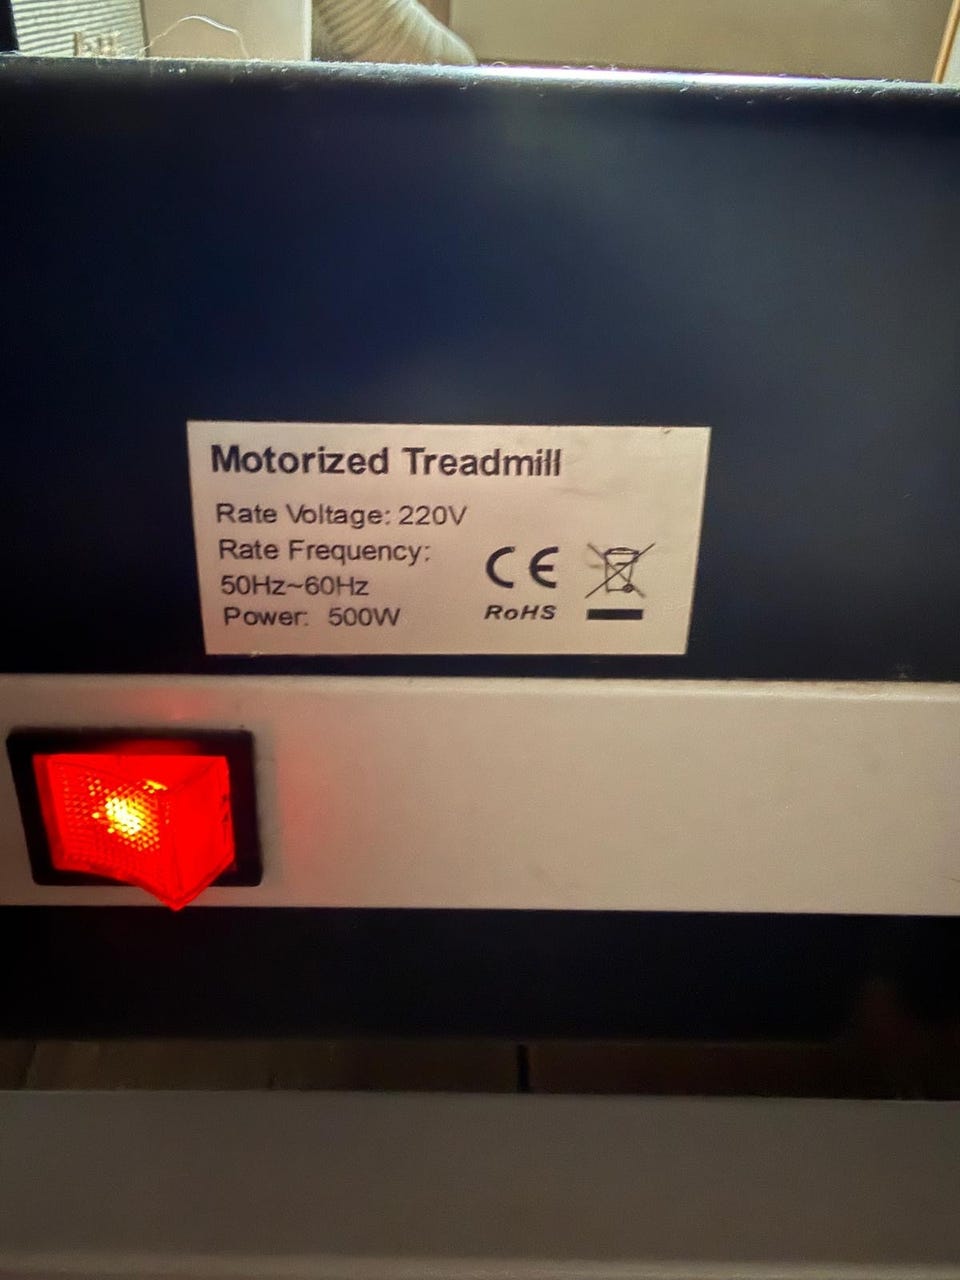 Motorized Treadmill
Rate Voltage: 220V
Rate Frequency:
50Hz~60Hz
Power: 500W
CE
RoHS